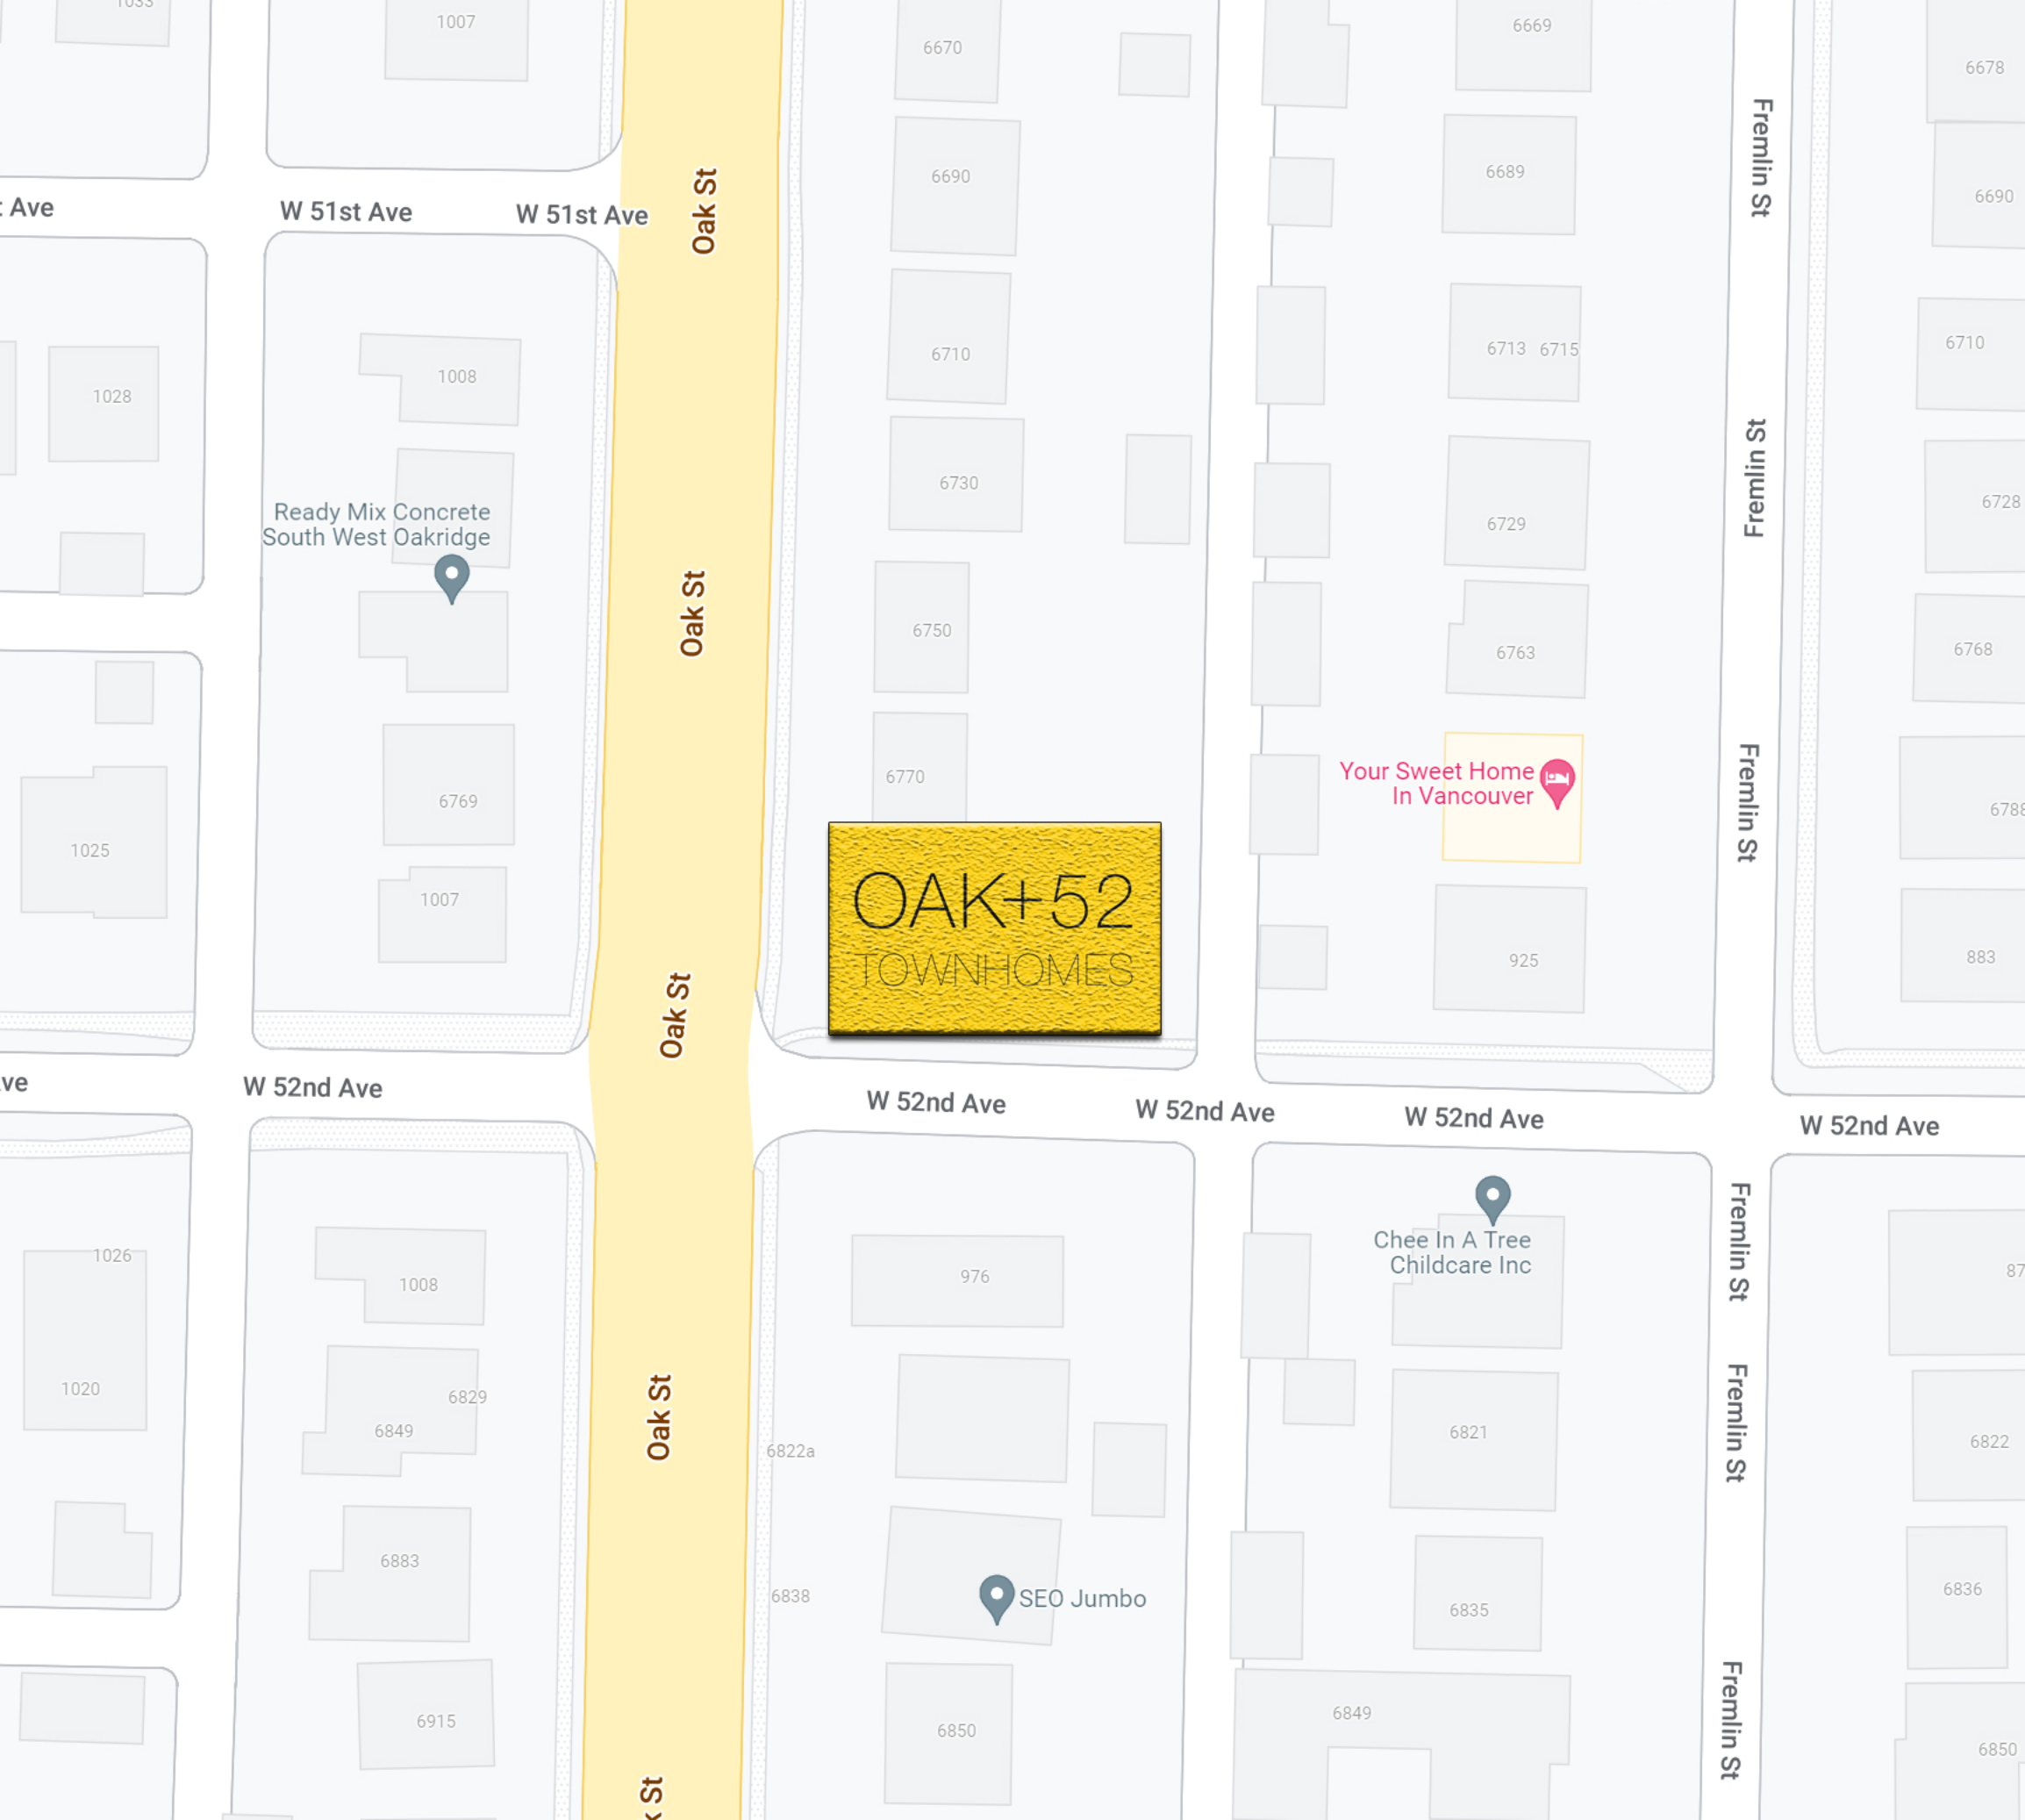 1033
1007
6670
6669
6678
Fremlin St
6690
6689
6690
Oak St
t Ave
W 51st Ave
W 51st Ave
1008
6710
6713
6715
6710
1028
Fremlin St
Ready Mix Concrete
South West Oakridge
6730
6729
6728
Oak St
6750
6763
6768
6769
6770
Your Sweet Home
In Vancouver
Fremlin St
6788
1025
1007
OAK+52
TOWNHOMES
925
883
Oak St
ve
W 52nd Ave
W 52nd Ave
W 52nd Ave
W 52nd Ave
W 52nd Ave
1026
1008
976
Chee In A Tree
Childcare Inc
Fremlin St
87
1020
6829
6849
Oak St
6822a
6821
Fremlin St
6822
6883
6838
SEO Jumbo
6835
6836
6915
6850
6849
Fremlin St
6850
k St